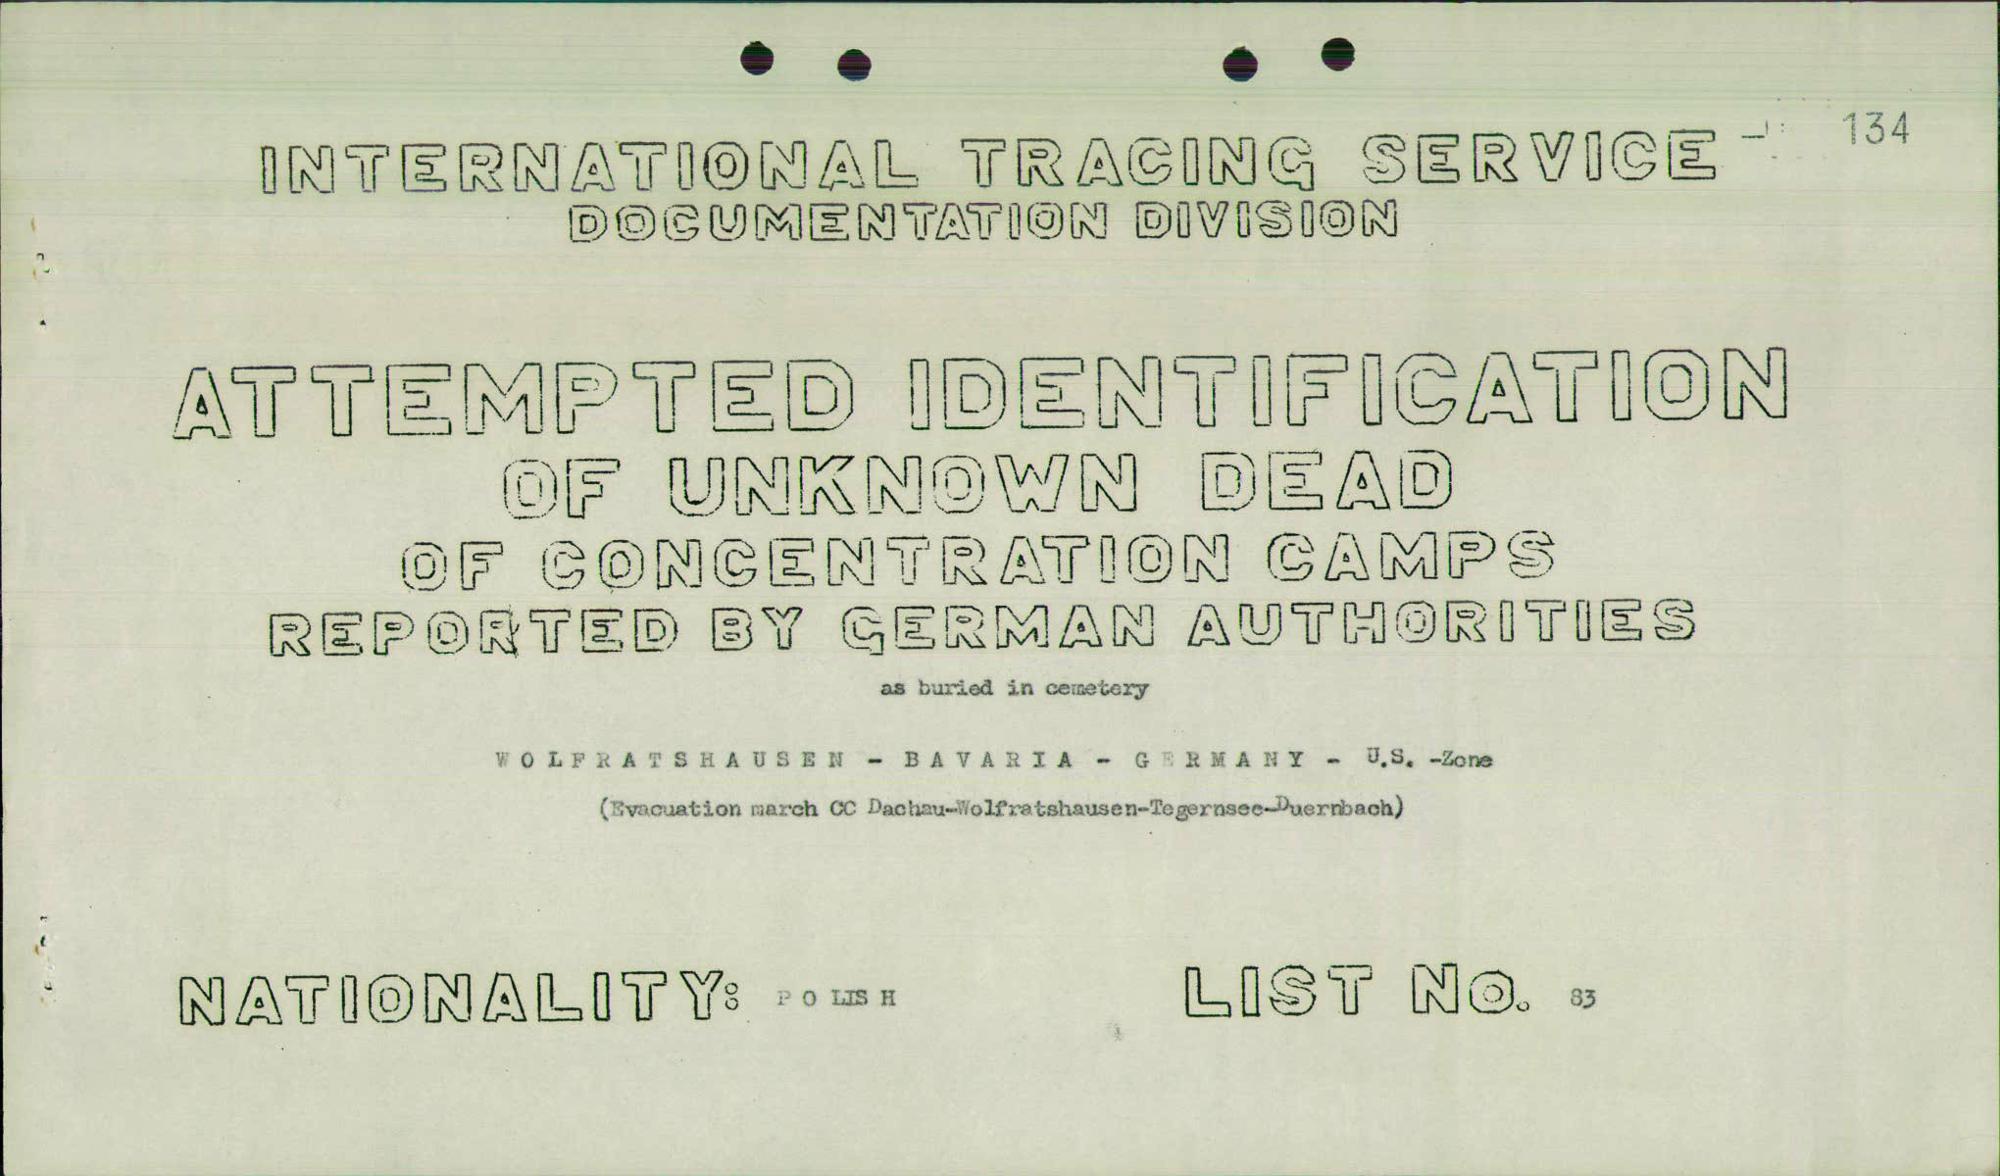 134
INTERNATIONAL TRACING SERVICE
DOCUMENTATION DIVISION
ATTEMPTED IDENTIFICATION
OF UNKNOWN DEAD
OF CONCENTRATION CAMPS
REPORTED BY GERMAN AUTHORITIES
as buried in cemetery
WOLFRATSHAUSEN - BAVARIA - GERMANY - U.S. -Zone
(Evacuation march CC Dachau-Wolfratshausen-Tegernsee-Duernbach)
NATIONALITY: POLISH LIST NO. 83